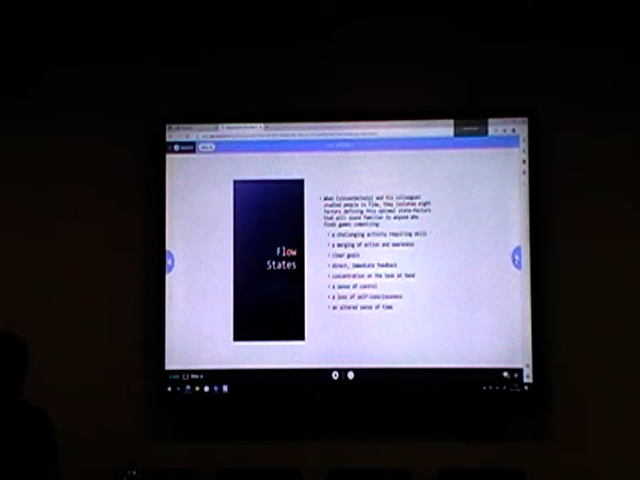 Flow
States
• When Csikszentmihalyi and his colleagues
studied people in flow, they isolated eight
factors defining this optimal state—factors
that will sound familiar to anyone who
finds games compelling:
• a challenging activity requiring skill
• a merging of action and awareness
• clear goals
• direct, immediate feedback
• concentration on the task at hand
• a sense of control
• a loss of self-consciousness
• an altered sense of time